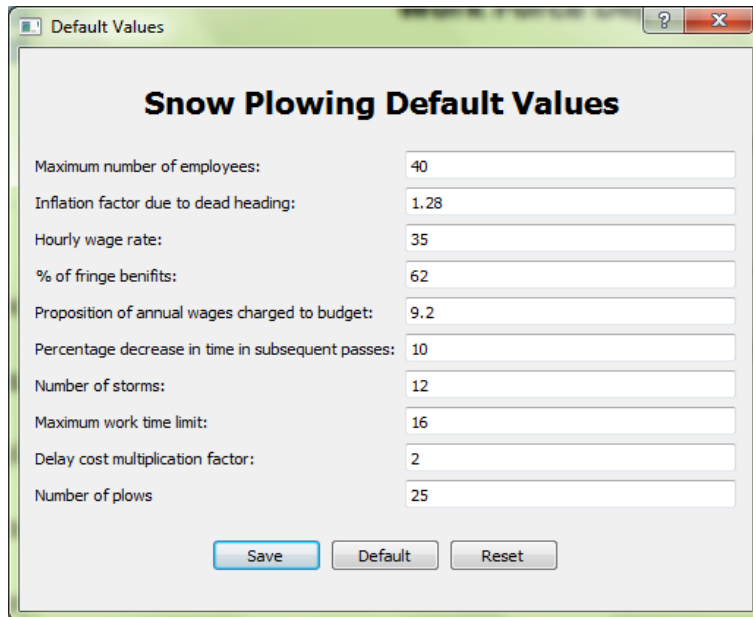 Default Values
Snow Plowing Default Values
Maximum number of employees: 40
Inflation factor due to dead heading: 1.28
Hourly wage rate: 35
% of fringe benifits: 62
Proposition of annual wages charged to budget: 9.2
Percentage decrease in time in subsequent passes: 10
Number of storms: 12
Maximum work time limit: 16
Delay cost multiplication factor: 2
Number of plows 25
Save Default Reset